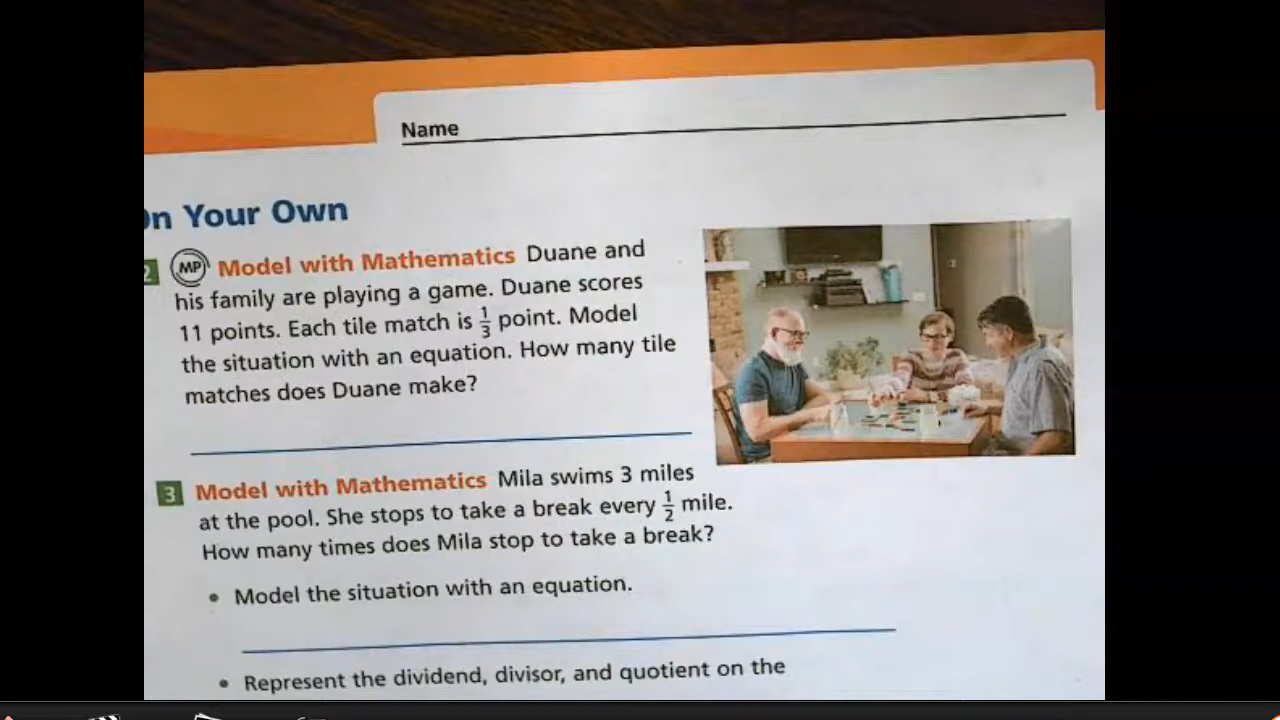 Name
On Your Own
2 MP Model with Mathematics Duane and
his family are playing a game. Duane scores
11 points. Each tile match is 1/3 point. Model
the situation with an equation. How many tile
matches does Duane make?
3 Model with Mathematics Mila swims 3 miles
at the pool. She stops to take a break every 1/2 mile.
How many times does Mila stop to take a break?
• Model the situation with an equation.
• Represent the dividend, divisor, and quotient on the